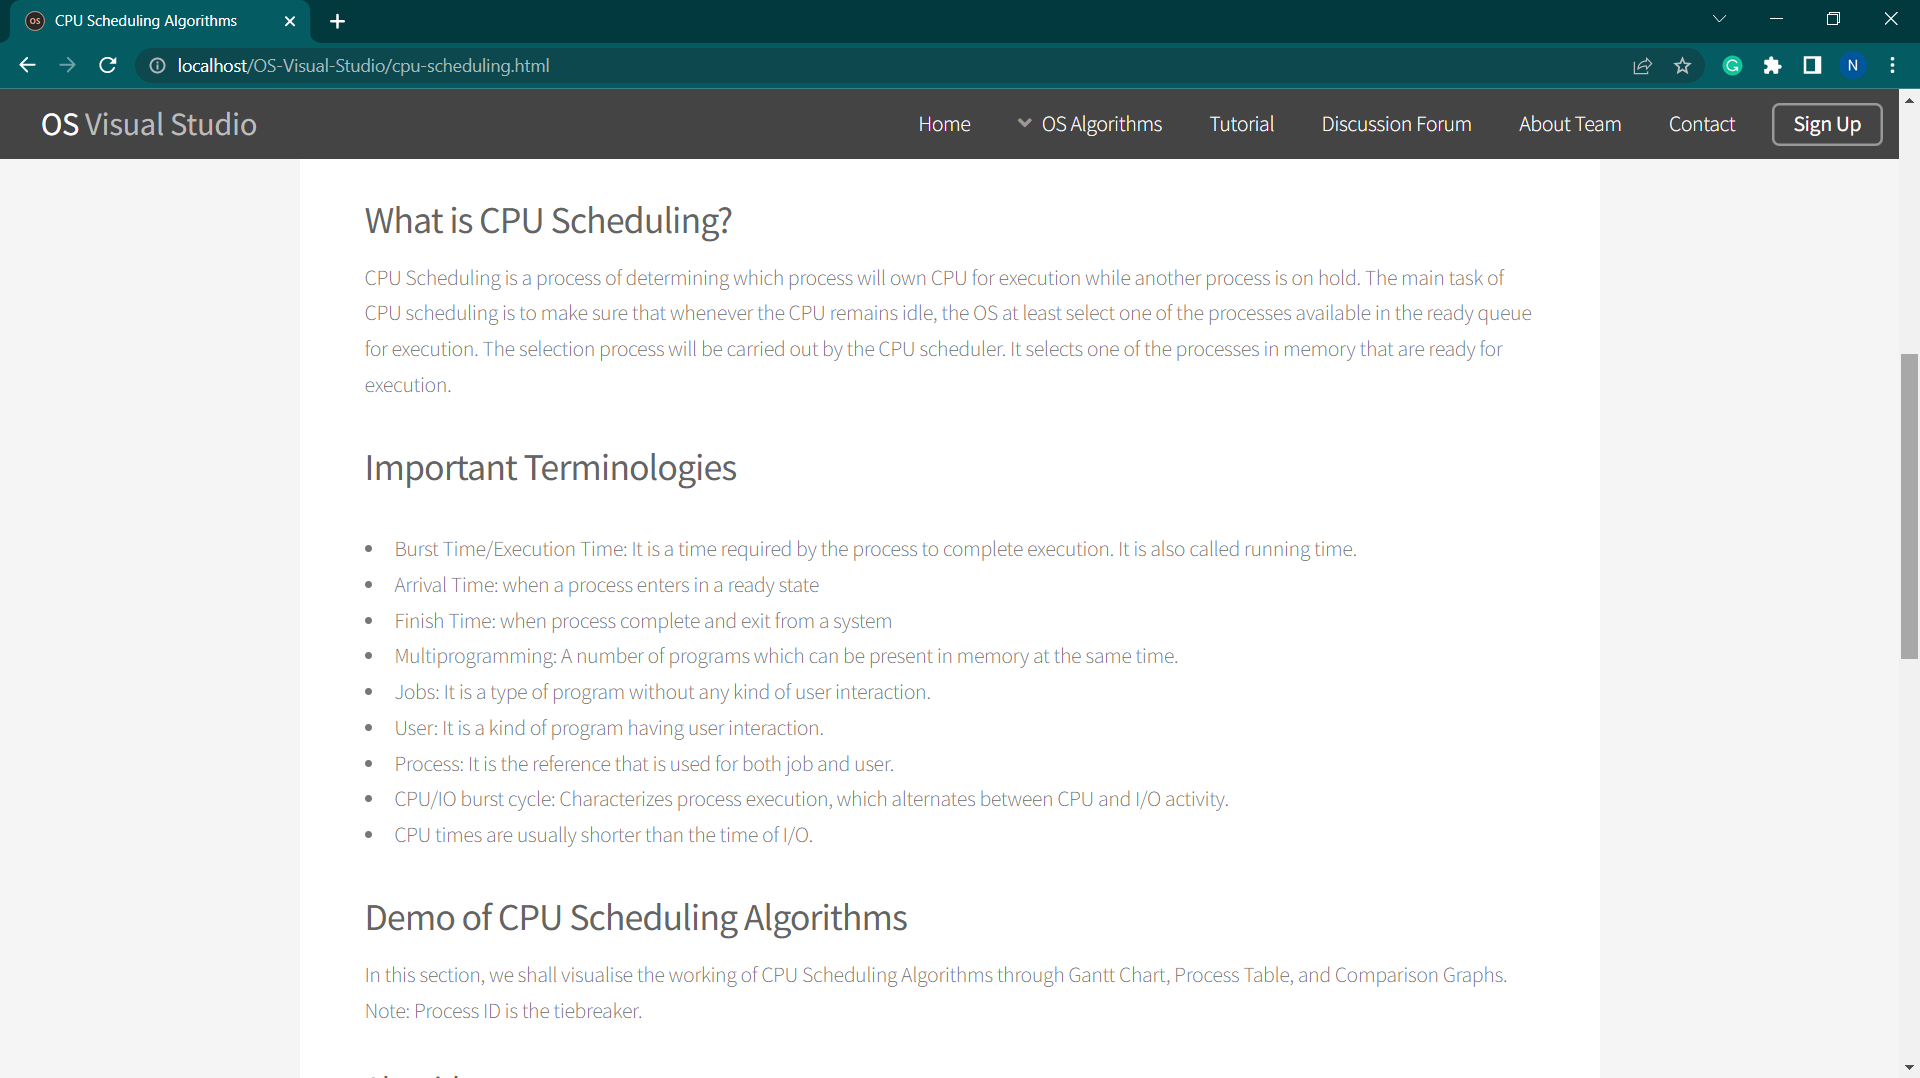 CPU Scheduling Algorithms
localhost/OS-Visual-Studio/cpu-scheduling.html
N
OS Visual Studio
Home
OS Algorithms
Tutorial
Discussion Forum
About Team
Contact
Sign Up
What is CPU Scheduling?
CPU Scheduling is a process of determining which process will own CPU for execution while another process is on hold. The main task of
CPU scheduling is to make sure that whenever the CPU remains idle, the OS at least select one of the processes available in the ready queue
for execution. The selection process will be carried out by the CPU scheduler. It selects one of the processes in memory that are ready for
execution.
Important Terminologies
Burst Time/Execution Time: It is a time required by the process to complete execution. It is also called running time.
Arrival Time: when a process enters in a ready state
Finish Time: when process complete and exit from a system
Multiprogramming: A number of programs which can be present in memory at the same time.
Jobs: It is a type of program without any kind of user interaction.
User: It is a kind of program having user interaction.
Process: It is the reference that is used for both job and user.
CPU/IO burst cycle: Characterizes process execution, which alternates between CPU and I/O activity.
CPU times are usually shorter than the time of I/O.
Demo of CPU Scheduling Algorithms
In this section, we shall visualise the working of CPU Scheduling Algorithms through Gantt Chart, Process Table, and Comparison Graphs.
Note: Process ID is the tiebreaker.